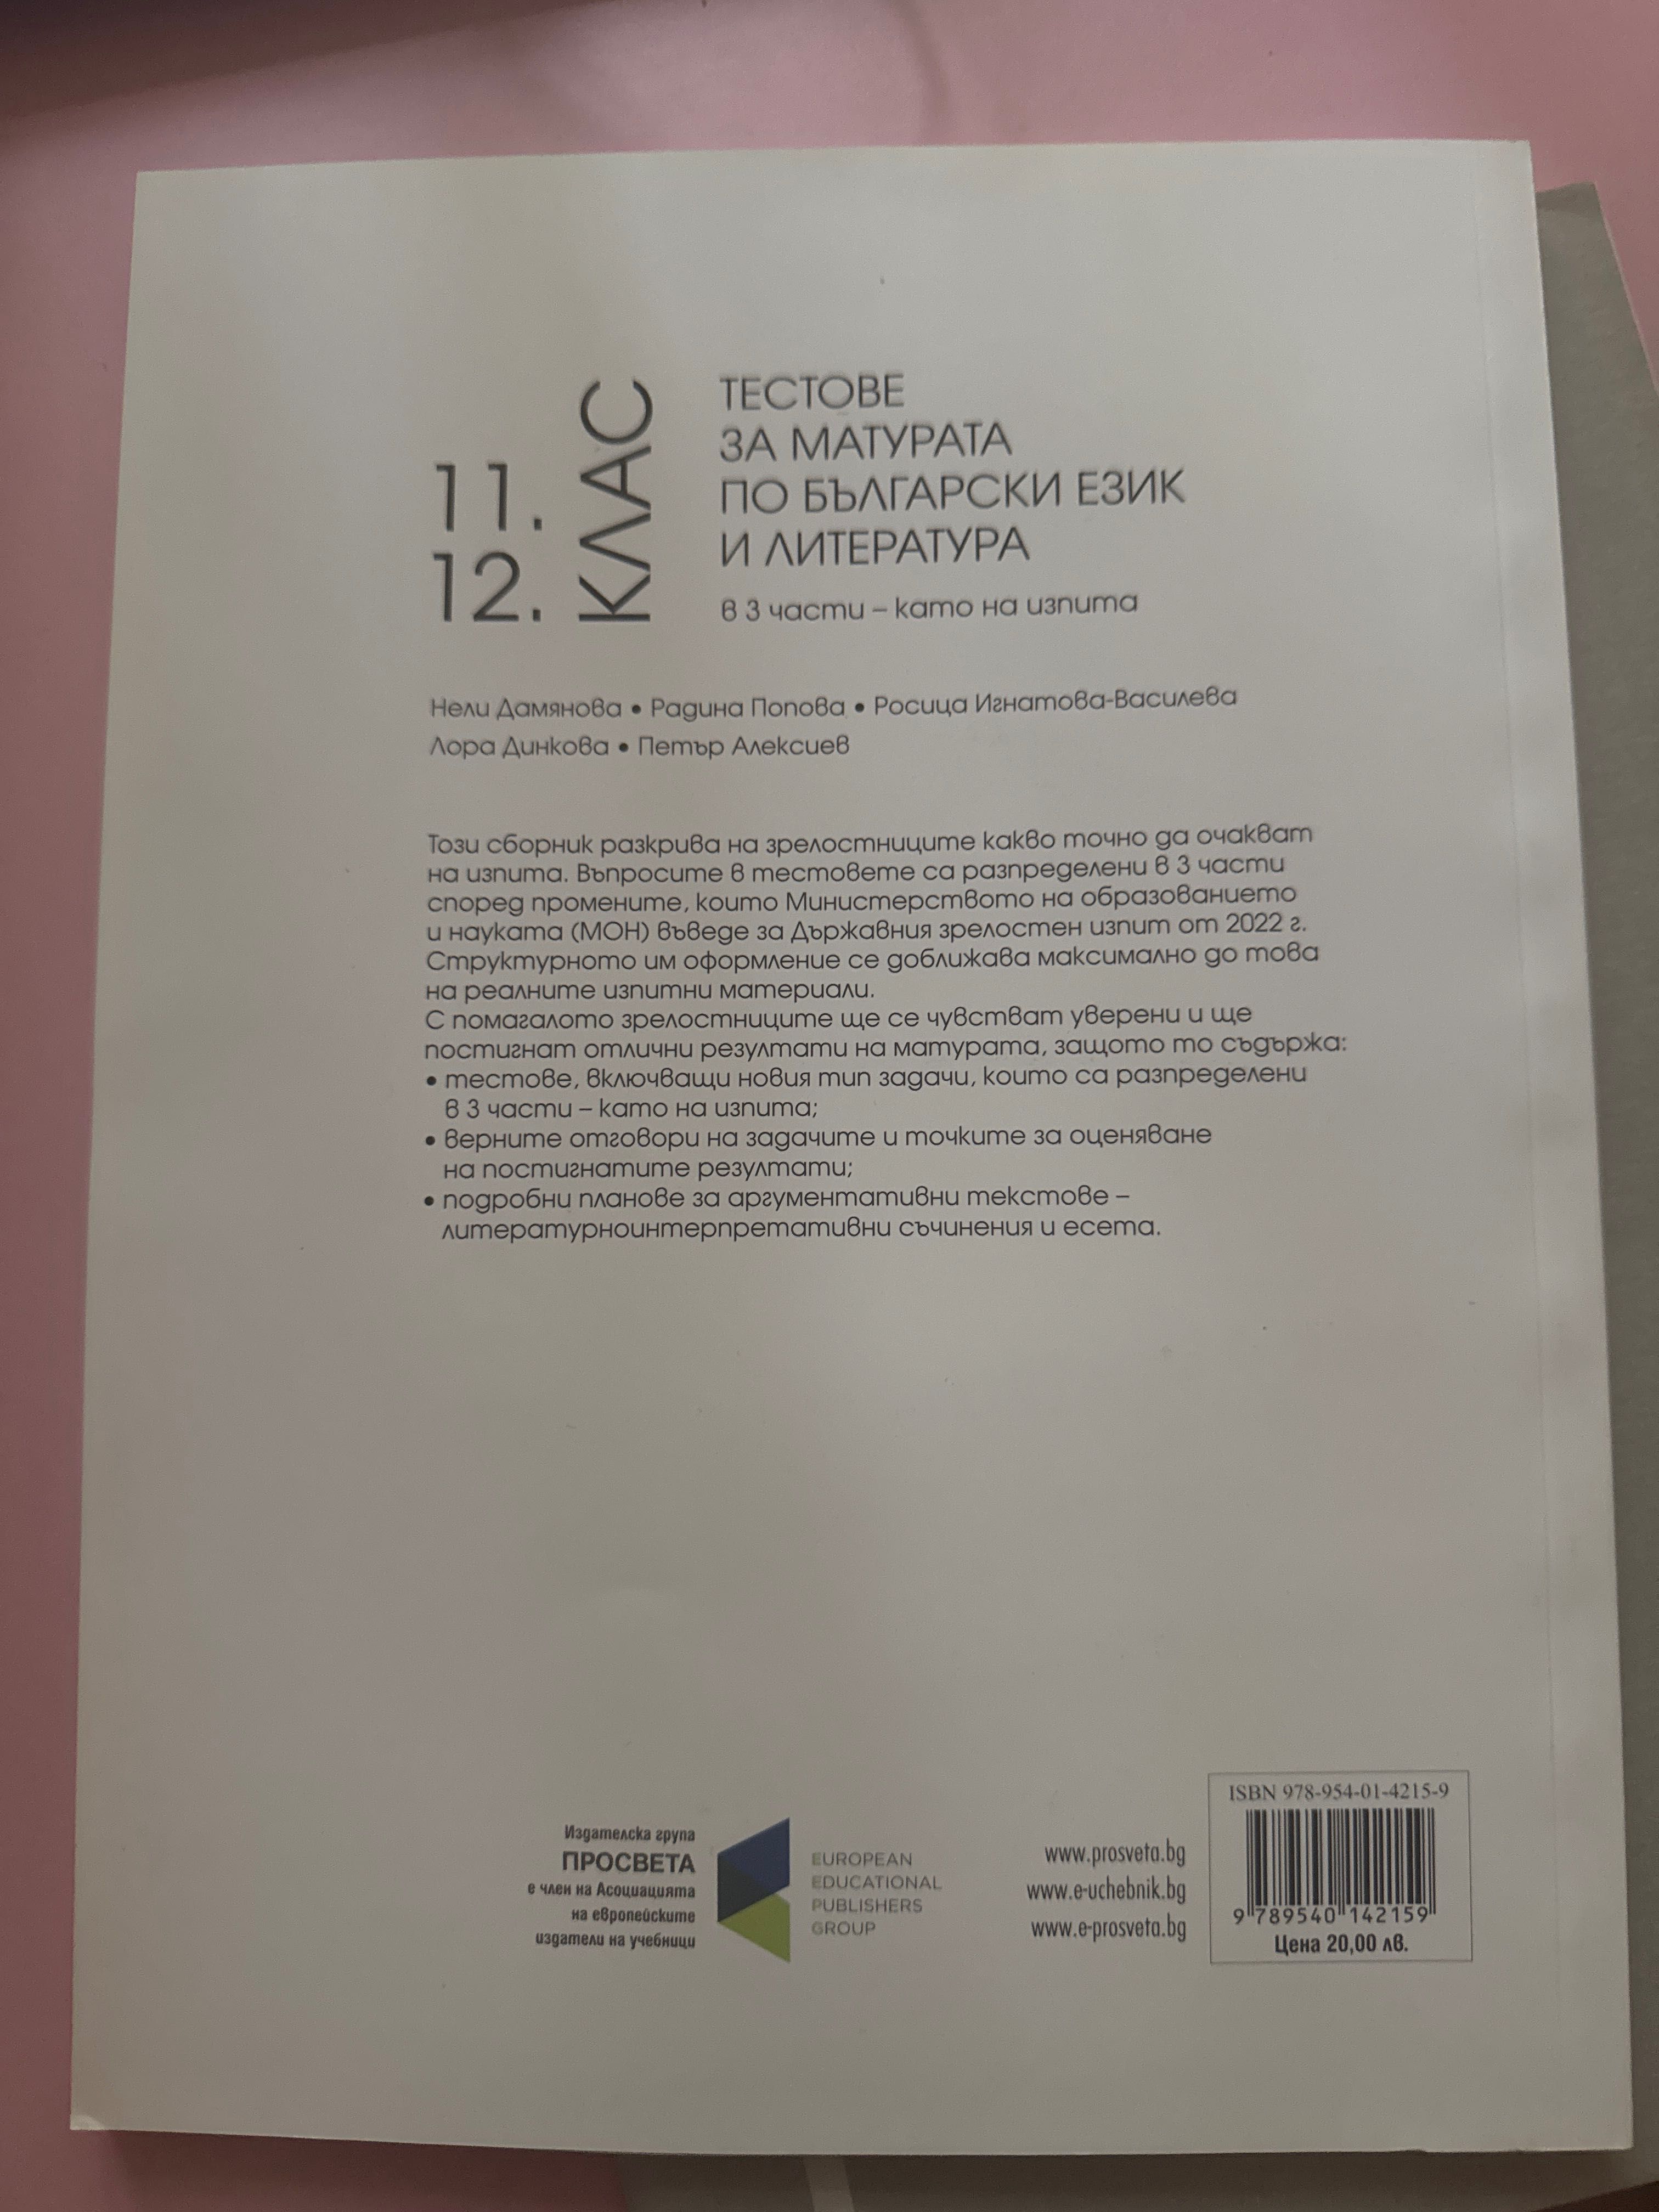 11.
12.
КЛАС
ТЕСТОВЕ
ЗА МАТУРАТА
ПО БЪЛГАРСКИ ЕЗИК
И ЛИТЕРАТУРА
в 3 части – като на изпита
Нели Дамянова • Радина Попова • Росица Игнатова-Василева
Лора Динкова • Петър Алексиев
Този сборник разкрива на зрелостниците какво точно да очакват
на изпита. Въпросите в тестовете са разпределени в 3 части
според промените, които Министерството на образованието
и науката (МОН) въведе за Държавния зрелостен изпит от 2022 г.
Структурното им оформление се доближава максимално до това
на реалните изпитни материали.
С помагалото зрелостниците ще се чувстват уверени и ще
постигнат отлични резултати на матурата, защото то съдържа:
• тестове, включващи новия тип задачи, които са разпределени
в 3 части – като на изпита;
• верните отговори на задачите и точките за оценяване
на постигнатите резултати;
• подробни планове за аргументативни текстове –
литературноинтерпретативни съчинения и есета.
Издателска група
ПРОСВЕТА
е член на Асоциацията
на европейските
издатели на учебници
EUROPEAN
EDUCATIONAL
PUBLISHERS
GROUP
www.prosveta.bg
www.e-uchebnik.bg
www.e-prosveta.bg
ISBN 978-954-01-4215-9
9 789540 142159
Цена 20,00 лв.